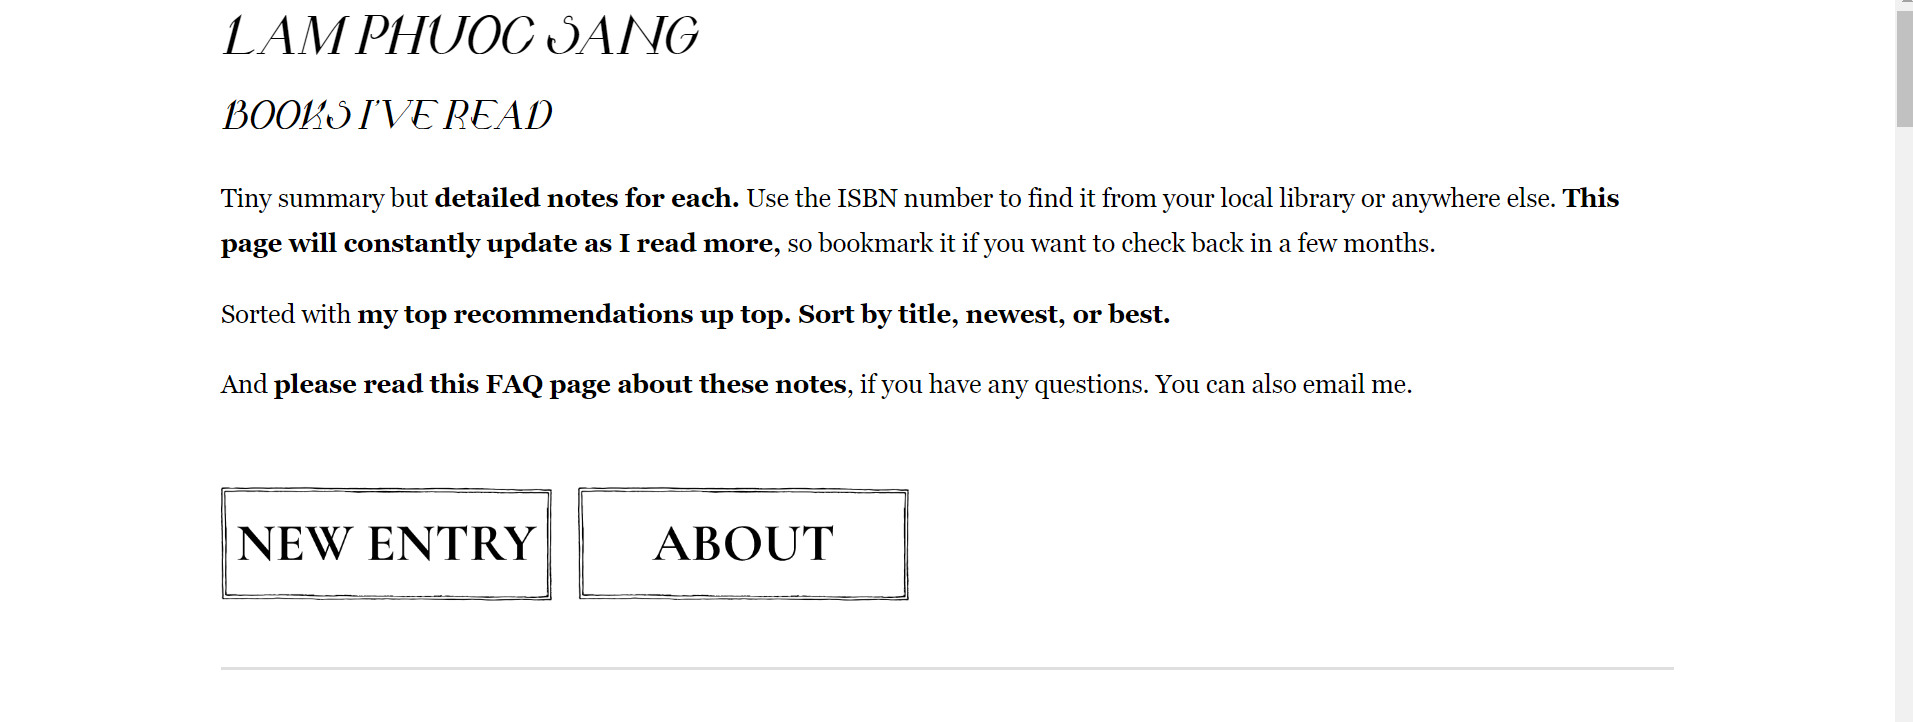 LAM PHUOC SANG
BOOKS I'VE READ
Tiny summary but detailed notes for each. Use the ISBN number to find it from your local library or anywhere else. This
page will constantly update as I read more, so bookmark it if you want to check back in a few months.
Sorted with my top recommendations up top. Sort by title, newest, or best.
And please read this FAQ page about these notes, if you have any questions. You can also email me.
NEW ENTRY
ABOUT